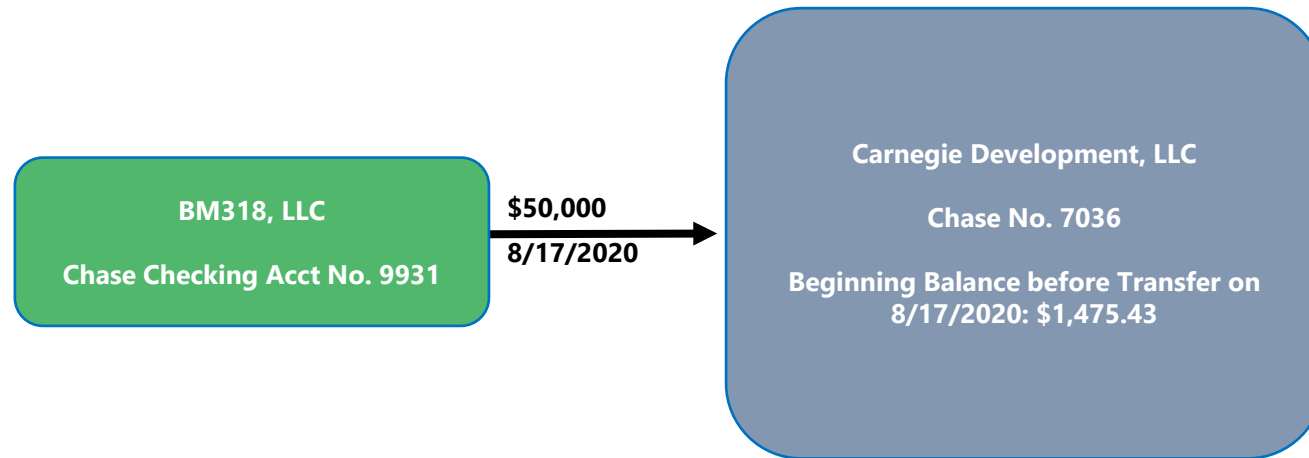 BM318, LLC
Chase Checking Acct No. 9931
$50,000
8/17/2020
Carnegie Development, LLC
Chase No. 7036
Beginning Balance before Transfer on
8/17/2020: $1,475.43